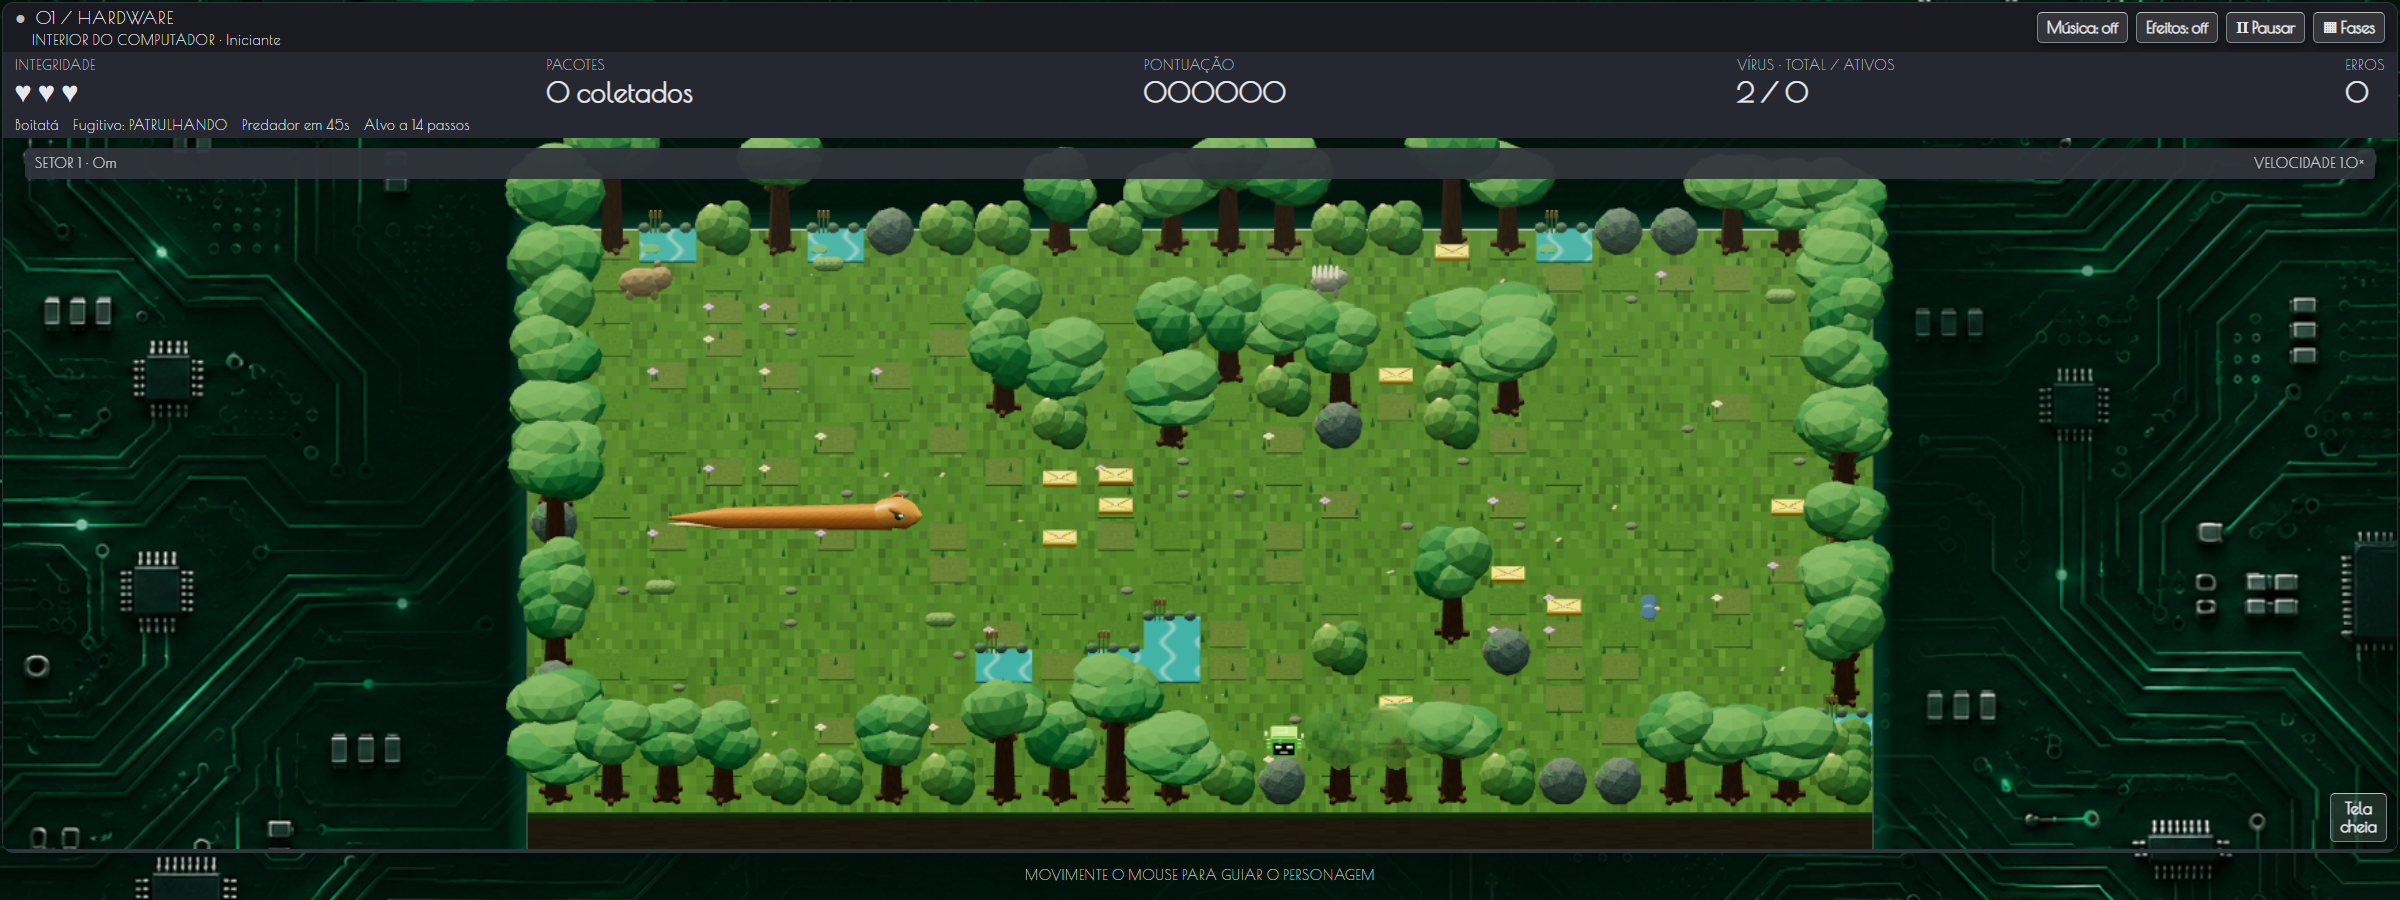 01 / HARDWARE
INTERIOR DO COMPUTADOR · Iniciante
Música: off
Efeitos: off
Pausar
Fases
INTEGRIDADE
PACOTES
0 coletados
PONTUAÇÃO
000000
VÍRUS · TOTAL / ATIVOS
2 / 0
ERROS
0
Boitatá Fugitivo: PATRULHANDO Predador em 45s Alvo a 14 passos
SETOR 1 · 0m
VELOCIDADE 1.0×
Tela
cheia
MOVIMENTE O MOUSE PARA GUIAR O PERSONAGEM